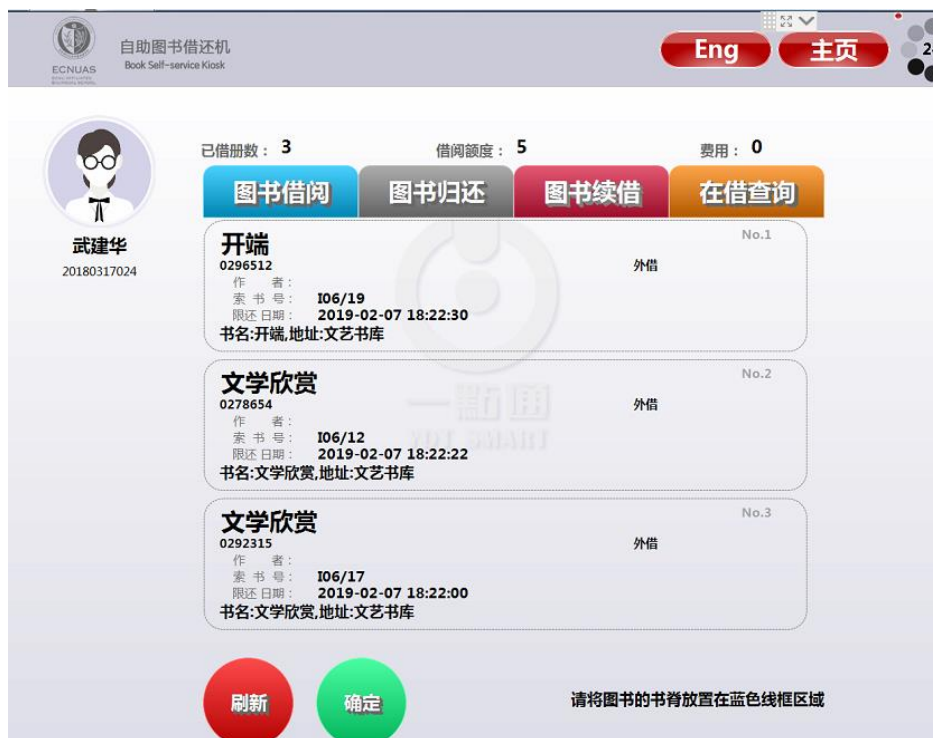 ECNUAS
自助图书借还机
Book Self-service Kiosk
Eng
主页
2
已借册数： 3
借阅额度： 5
费用： 0
图书借阅
图书归还
图书续借
在借查询
武建华
20180317024
开端
No.1
0296512
外借
作 者：
索 书 号： I06/19
限还日期： 2019-02-07 18:22:30
书名:开端,地址:文艺书库
文学欣赏
No.2
0278654
外借
作 者：
索 书 号： I06/12
限还日期： 2019-02-07 18:22:22
书名:文学欣赏,地址:文艺书库
文学欣赏
No.3
0292315
外借
作 者：
索 书 号： I06/17
限还日期： 2019-02-07 18:22:00
书名:文学欣赏,地址:文艺书库
一點通
YDT SMART
刷新
确定
请将图书的书脊放置在蓝色线框区域